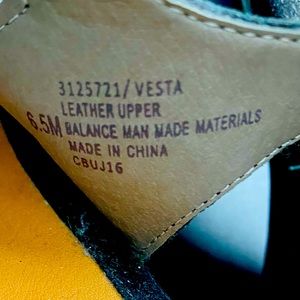 3125721/VESTA
LEATHER UPPER
6.5M BALANCE MAN MADE MATERIALS
MADE IN CHINA
CBUJ16